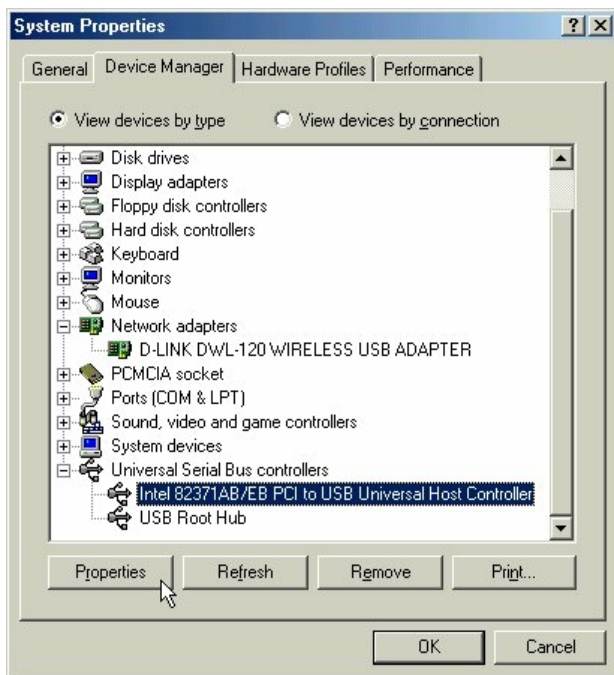 System Properties
General Device Manager Hardware Profiles Performance
View devices by type View devices by connection
Disk drives
Display adapters
Floppy disk controllers
Hard disk controllers
Keyboard
Monitors
Mouse
Network adapters
D-LINK DWL-120 WIRELESS USB ADAPTER
PCMCIA socket
Ports (COM & LPT)
Sound, video and game controllers
System devices
Universal Serial Bus controllers
Intel 82371AB/EB PCI to USB Universal Host Controller
USB Root Hub
Properties Refresh Remove Print...
OK Cancel